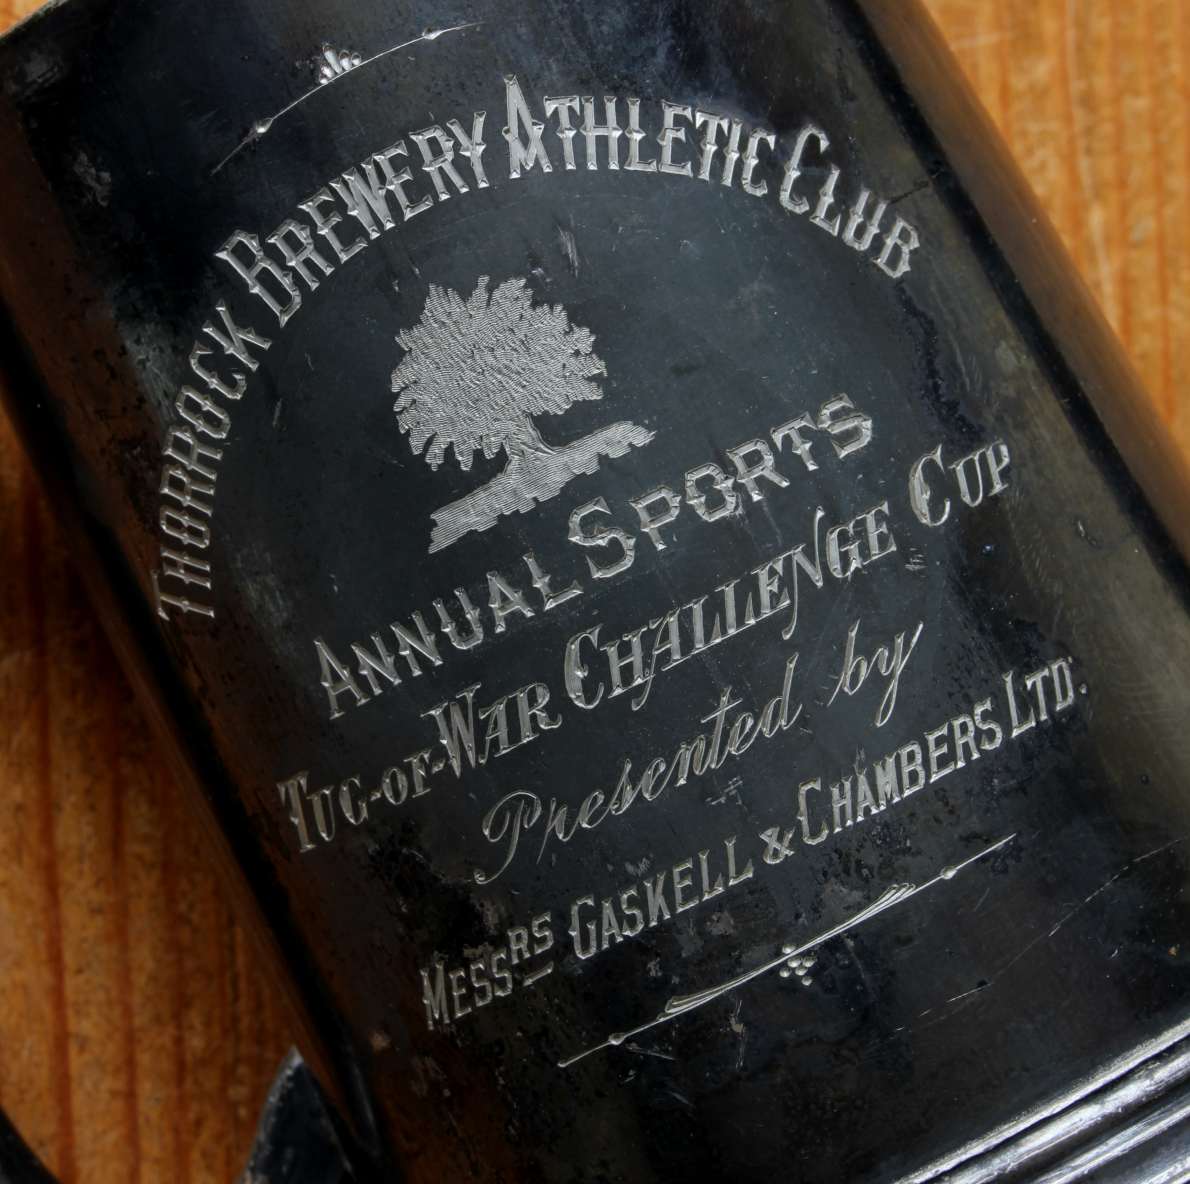 THORROCK BREWERY ATHLETIC CLUB
ANNUAL SPORTS
TUG-OF-WAR CHALLENGE CUP
Presented by
MESSRS GASKELL & CHAMBERS LTD.